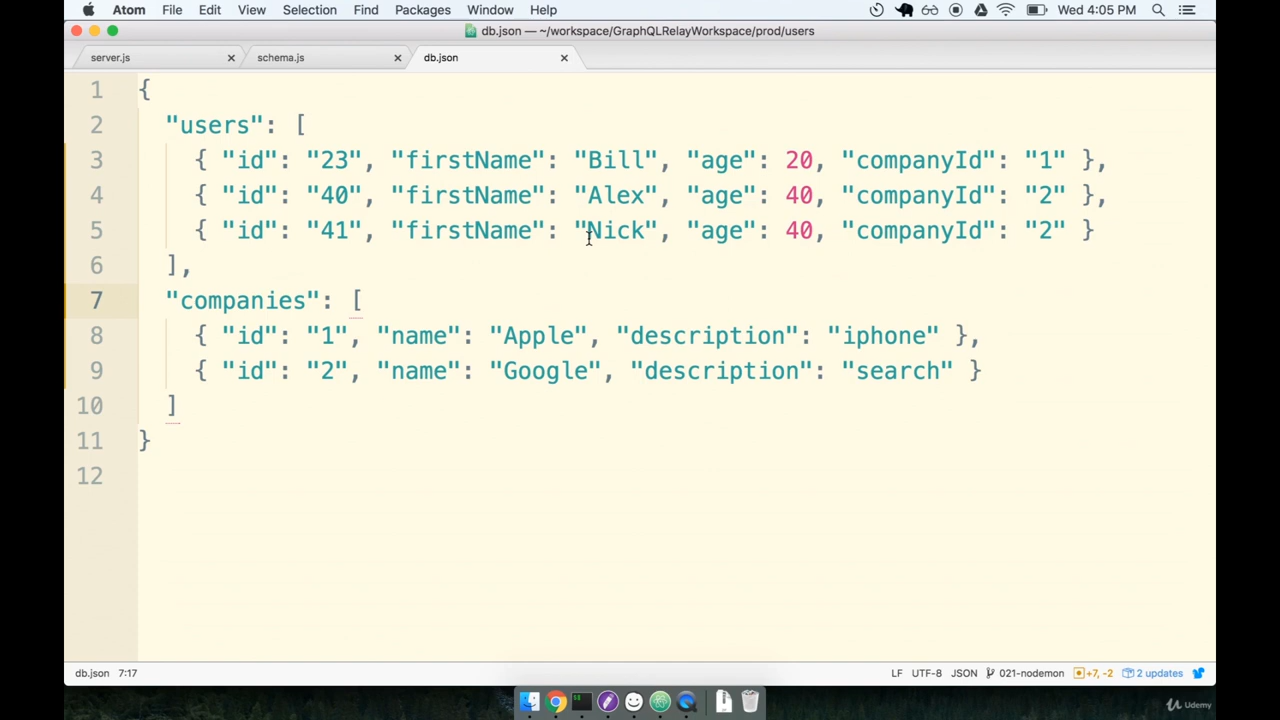 Atom File Edit View Selection Find Packages Window Help Wed 4:05 PM
db.json — ~/workspace/GraphQLRelayWorkspace/prod/users
server.js schema.js db.json
1 {
2 "users": [
3 { "id": "23", "firstName": "Bill", "age": 20, "companyId": "1" },
4 { "id": "40", "firstName": "Alex", "age": 40, "companyId": "2" },
5 { "id": "41", "firstName": "Nick", "age": 40, "companyId": "2" }
6 ],
7 "companies": [
8 { "id": "1", "name": "Apple", "description": "iphone" },
9 { "id": "2", "name": "Google", "description": "search" }
10 ]
11 }
12
db.json 7:17 LF UTF-8 JSON 021-nodemon +7, -2 2 updates
Udemy